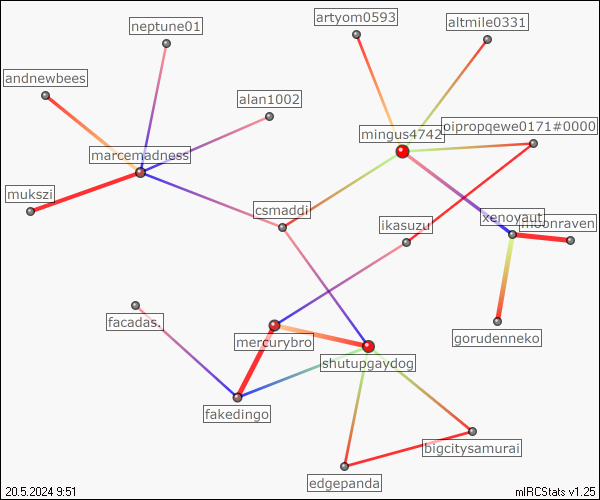 neptune01
artyom0593
altmile0331
andnewbees
alan1002
oipropqewe0171#0000
mingus4742
marcemadness
mukszi
csmaddi
ikasuzu
xenoyaut
moonraven
facadas.
mercurybro
gorudenneko
shutupgaydog
fakedingo
bigcitysamurai
edgepanda
20.5.2024 9:51
mIRCStats v1.25